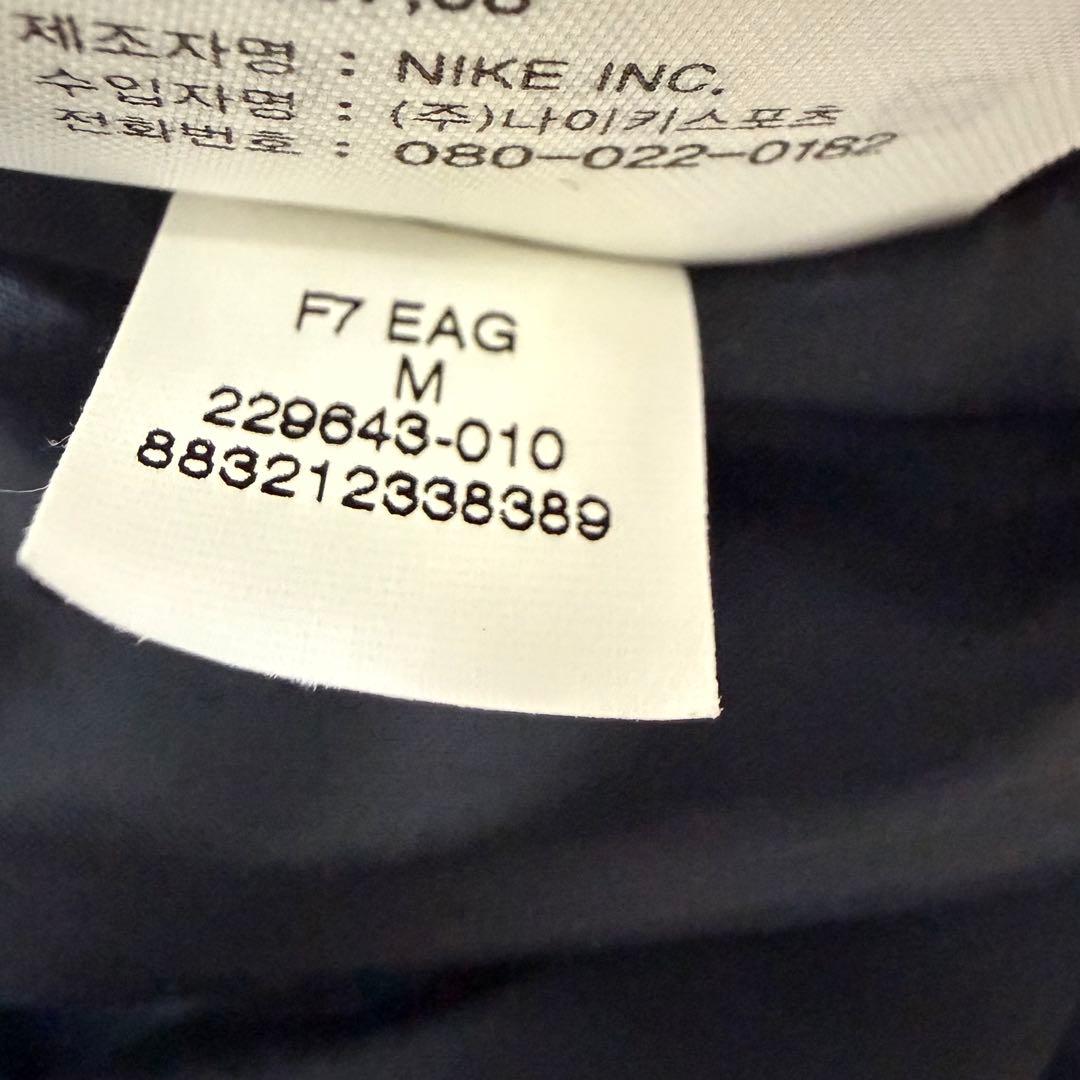 제조자명 : NIKE INC.
수입자명 : (주)나이키스포츠
전화번호 : 080-022-0182
F7 EAG
M
229643-010
883212338389